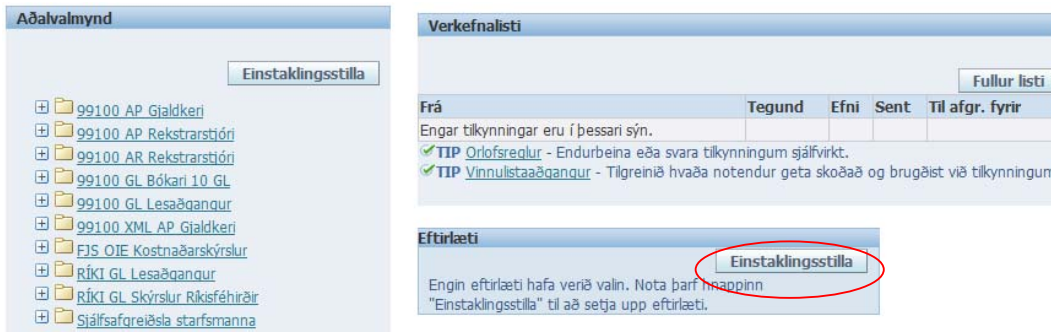 Aðalvalmynd
Einstaklingsstilla
99100 AP Gjaldkeri
99100 AP Rekstrarstjóri
99100 AR Rekstrarstjóri
99100 GL Bókari 10 GL
99100 GL Lesaðgangur
99100 XML AP Gjaldkeri
FJS OIE Kostnaðarskýrslur
RÍKI GL Lesaðgangur
RÍKI GL Skýrslur Ríkisféhirðir
Sjálfsafgreiðsla starfsmanna
Verkefnalisti
Fullur listi
Frá Tegund Efni Sent Til afgr. fyrir
Engar tilkynningar eru í þessari sýn.
TIP Orlofsreglur - Endurbeina eða svara tilkynningum sjálfvirkt.
TIP Vinnulistaaðgangur - Tilgreinið hvaða notendur geta skoðað og brugðist við tilkynningum
Eftirlæti
Einstaklingsstilla
Engin eftirlæti hafa verið valin. Nota þarf hnappinn
"Einstaklingsstilla" til að setja upp eftirlæti.